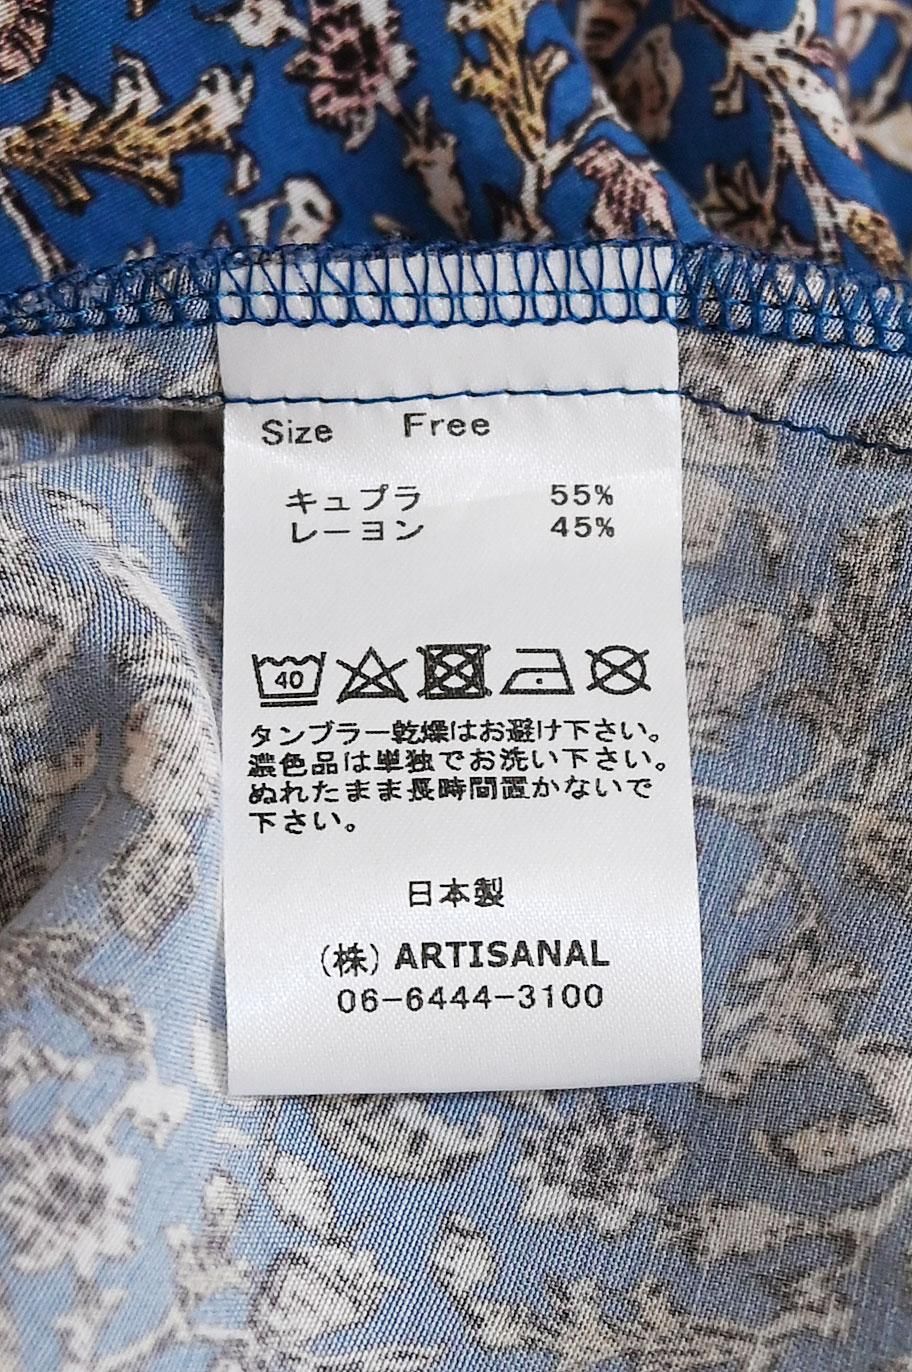 Size Free
キュプラ 55%
レーヨン 45%
40
タンブラー乾燥はお避け下さい。
濃色品は単独でお洗い下さい。
ぬれたまま長時間置かないで
下さい。
日本製
(株) ARTISANAL
06-6444-3100